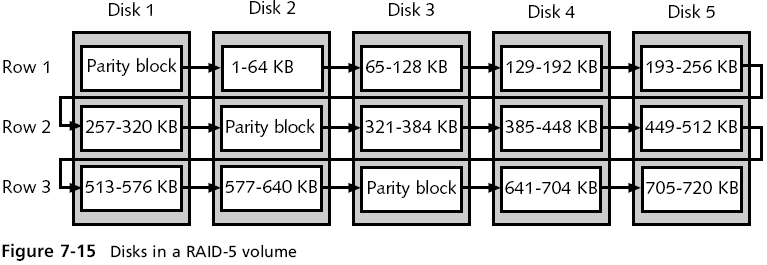 Disk 1 Disk 2 Disk 3 Disk 4 Disk 5
Row 1 Parity block 1-64 KB 65-128 KB 129-192 KB 193-256 KB
Row 2 257-320 KB Parity block 321-384 KB 385-448 KB 449-512 KB
Row 3 513-576 KB 577-640 KB Parity block 641-704 KB 705-720 KB
Figure 7-15 Disks in a RAID-5 volume